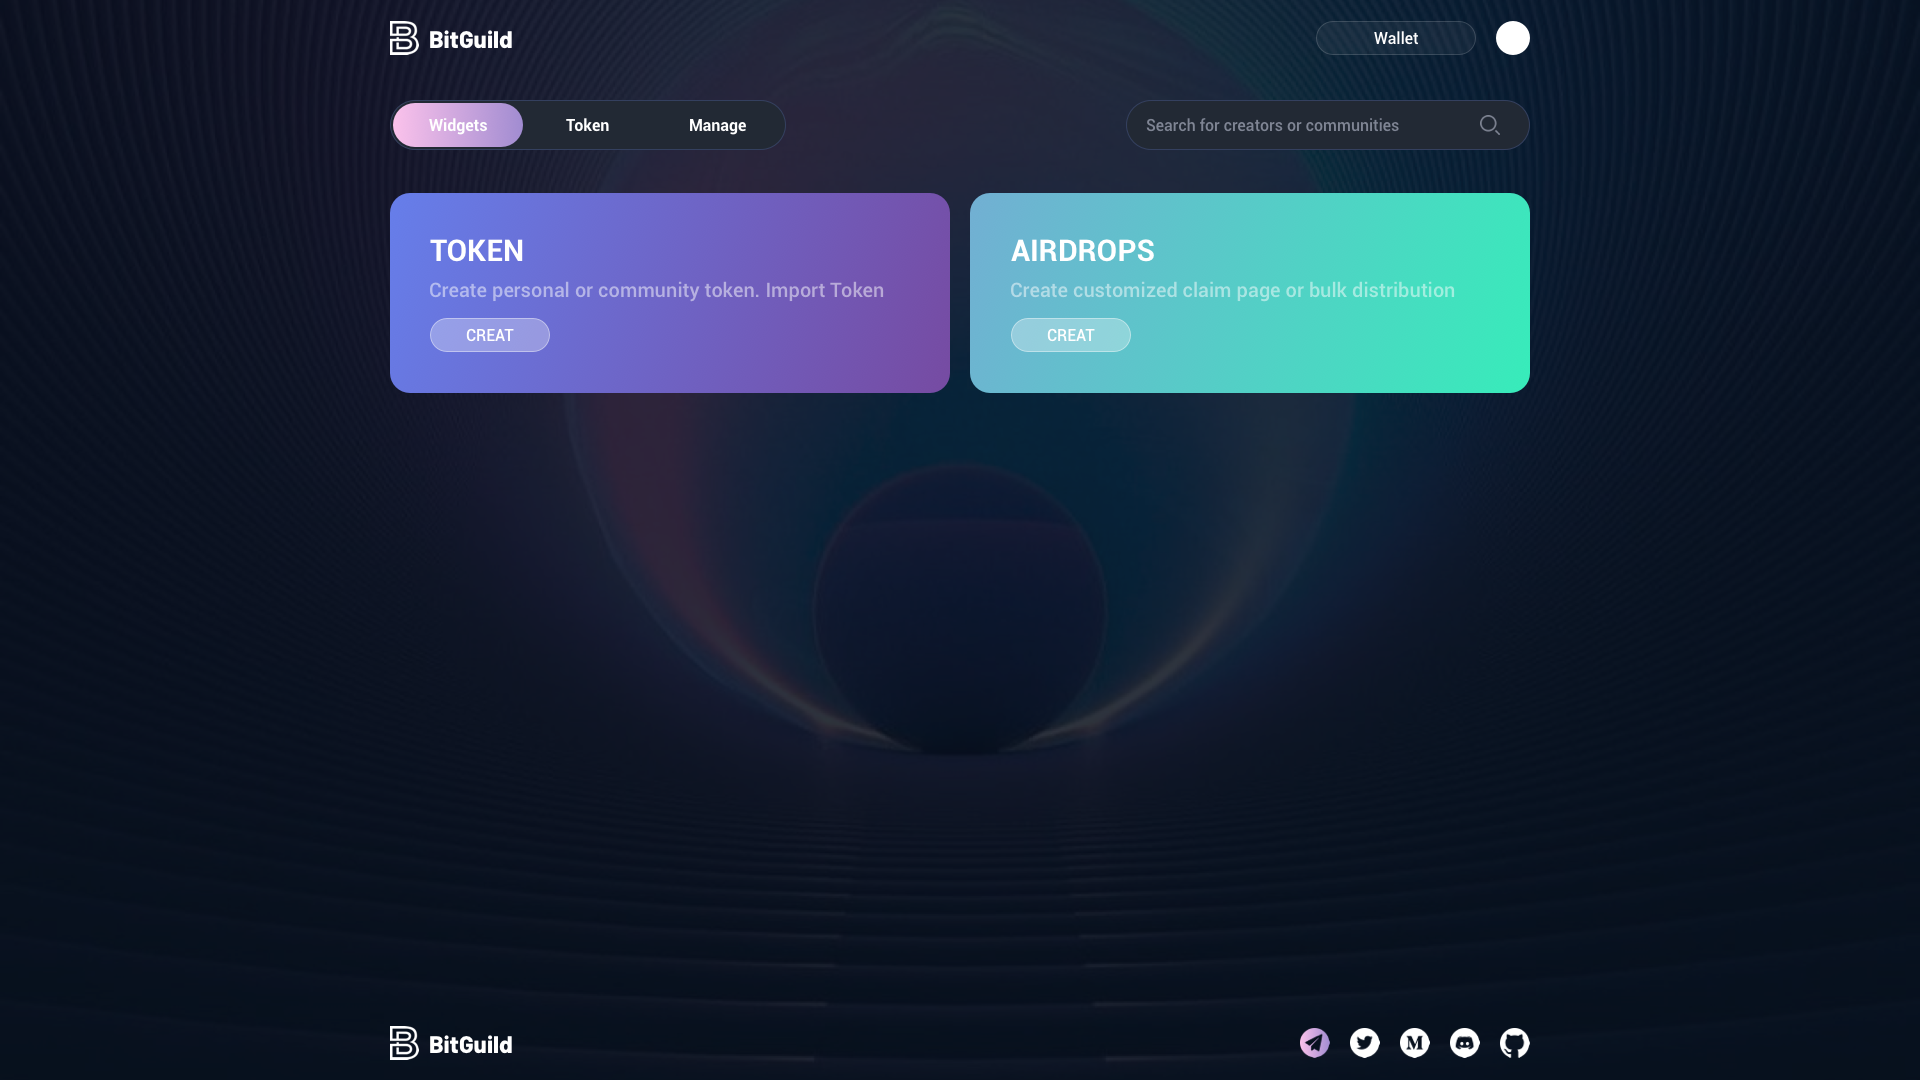 BitGuild
Wallet
Widgets
Token
Manage
Search for creators or communities
TOKEN
Create personal or community token. Import Token
CREAT
AIRDROPS
Create customized claim page or bulk distribution
CREAT
BitGuild